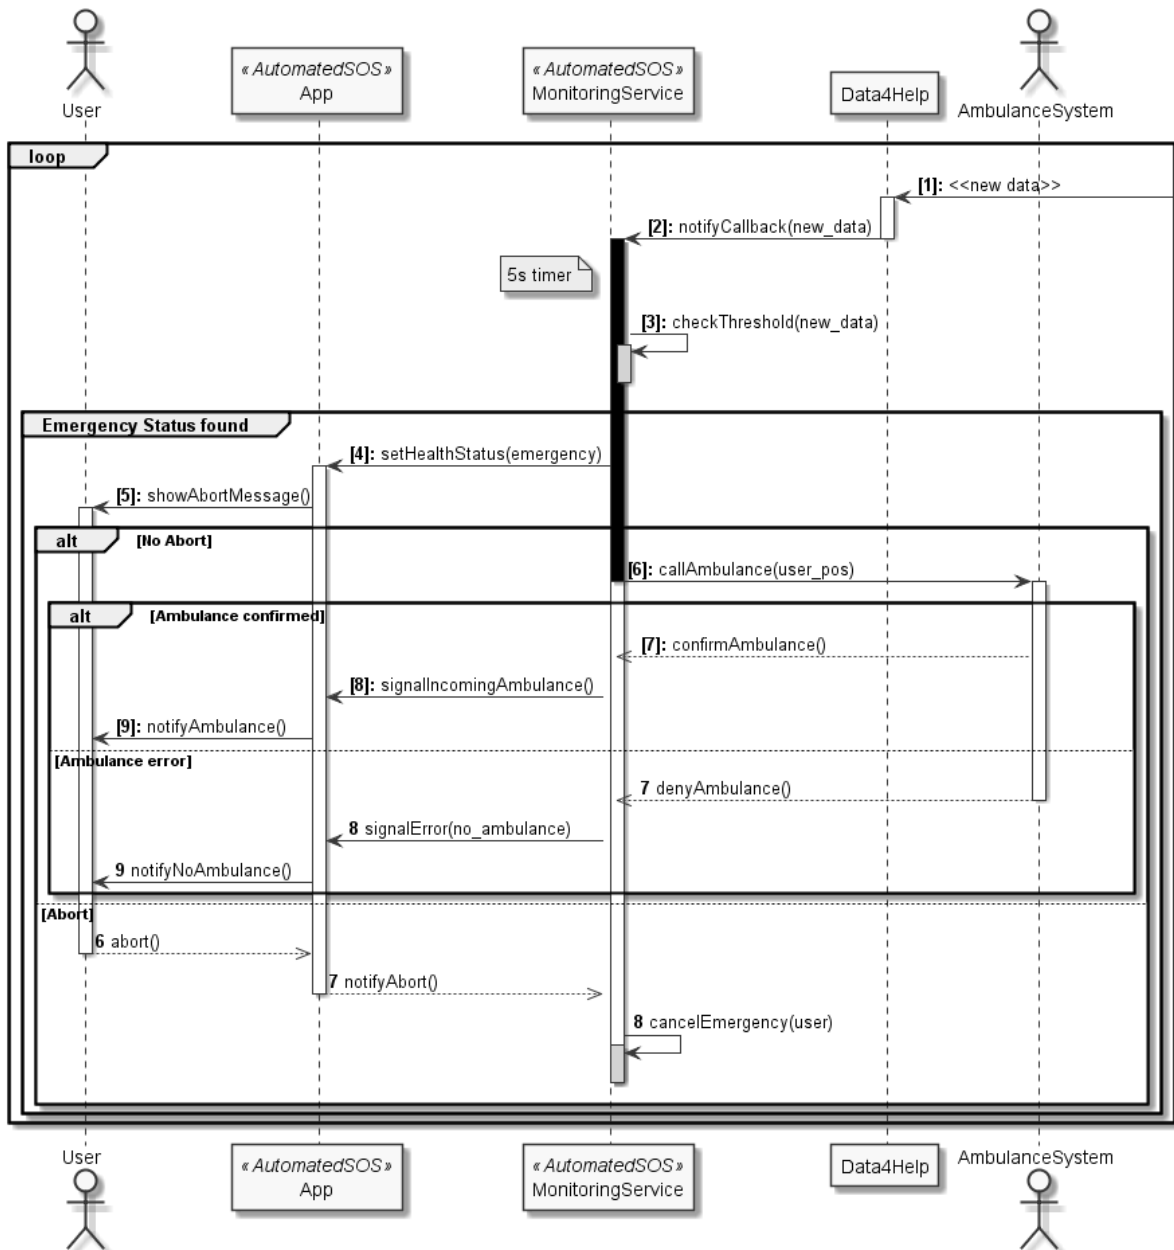 User
« AutomatedSOS »
App
« AutomatedSOS »
MonitoringService
Data4Help
AmbulanceSystem
loop
[1]: <<new data>>
[2]: notifyCallback(new_data)
5s timer
[3]: checkThreshold(new_data)
Emergency Status found
[4]: setHealthStatus(emergency)
[5]: showAbortMessage()
alt [No Abort]
[6]: callAmbulance(user_pos)
alt [Ambulance confirmed]
[7]: confirmAmbulance()
[8]: signalIncomingAmbulance()
[9]: notifyAmbulance()
[Ambulance error]
7 denyAmbulance()
8 signalError(no_ambulance)
9 notifyNoAmbulance()
[Abort]
6 abort()
7 notifyAbort()
8 cancelEmergency(user)
User
« AutomatedSOS »
App
« AutomatedSOS »
MonitoringService
Data4Help
AmbulanceSystem